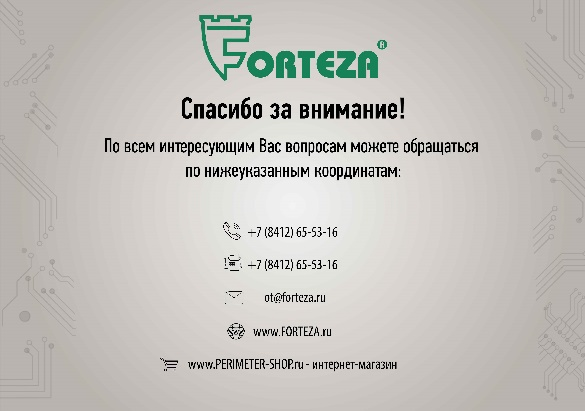 FORTEZA®
Спасибо за внимание!
По всем интересующим Вас вопросам можете обращаться
по нижеуказанным координатам:
+7 (8412) 65-53-16
+7 (8412) 65-53-16
ot@forteza.ru
www.FORTEZA.ru
www.PERIMETER-SHOP.ru - интернет-магазин